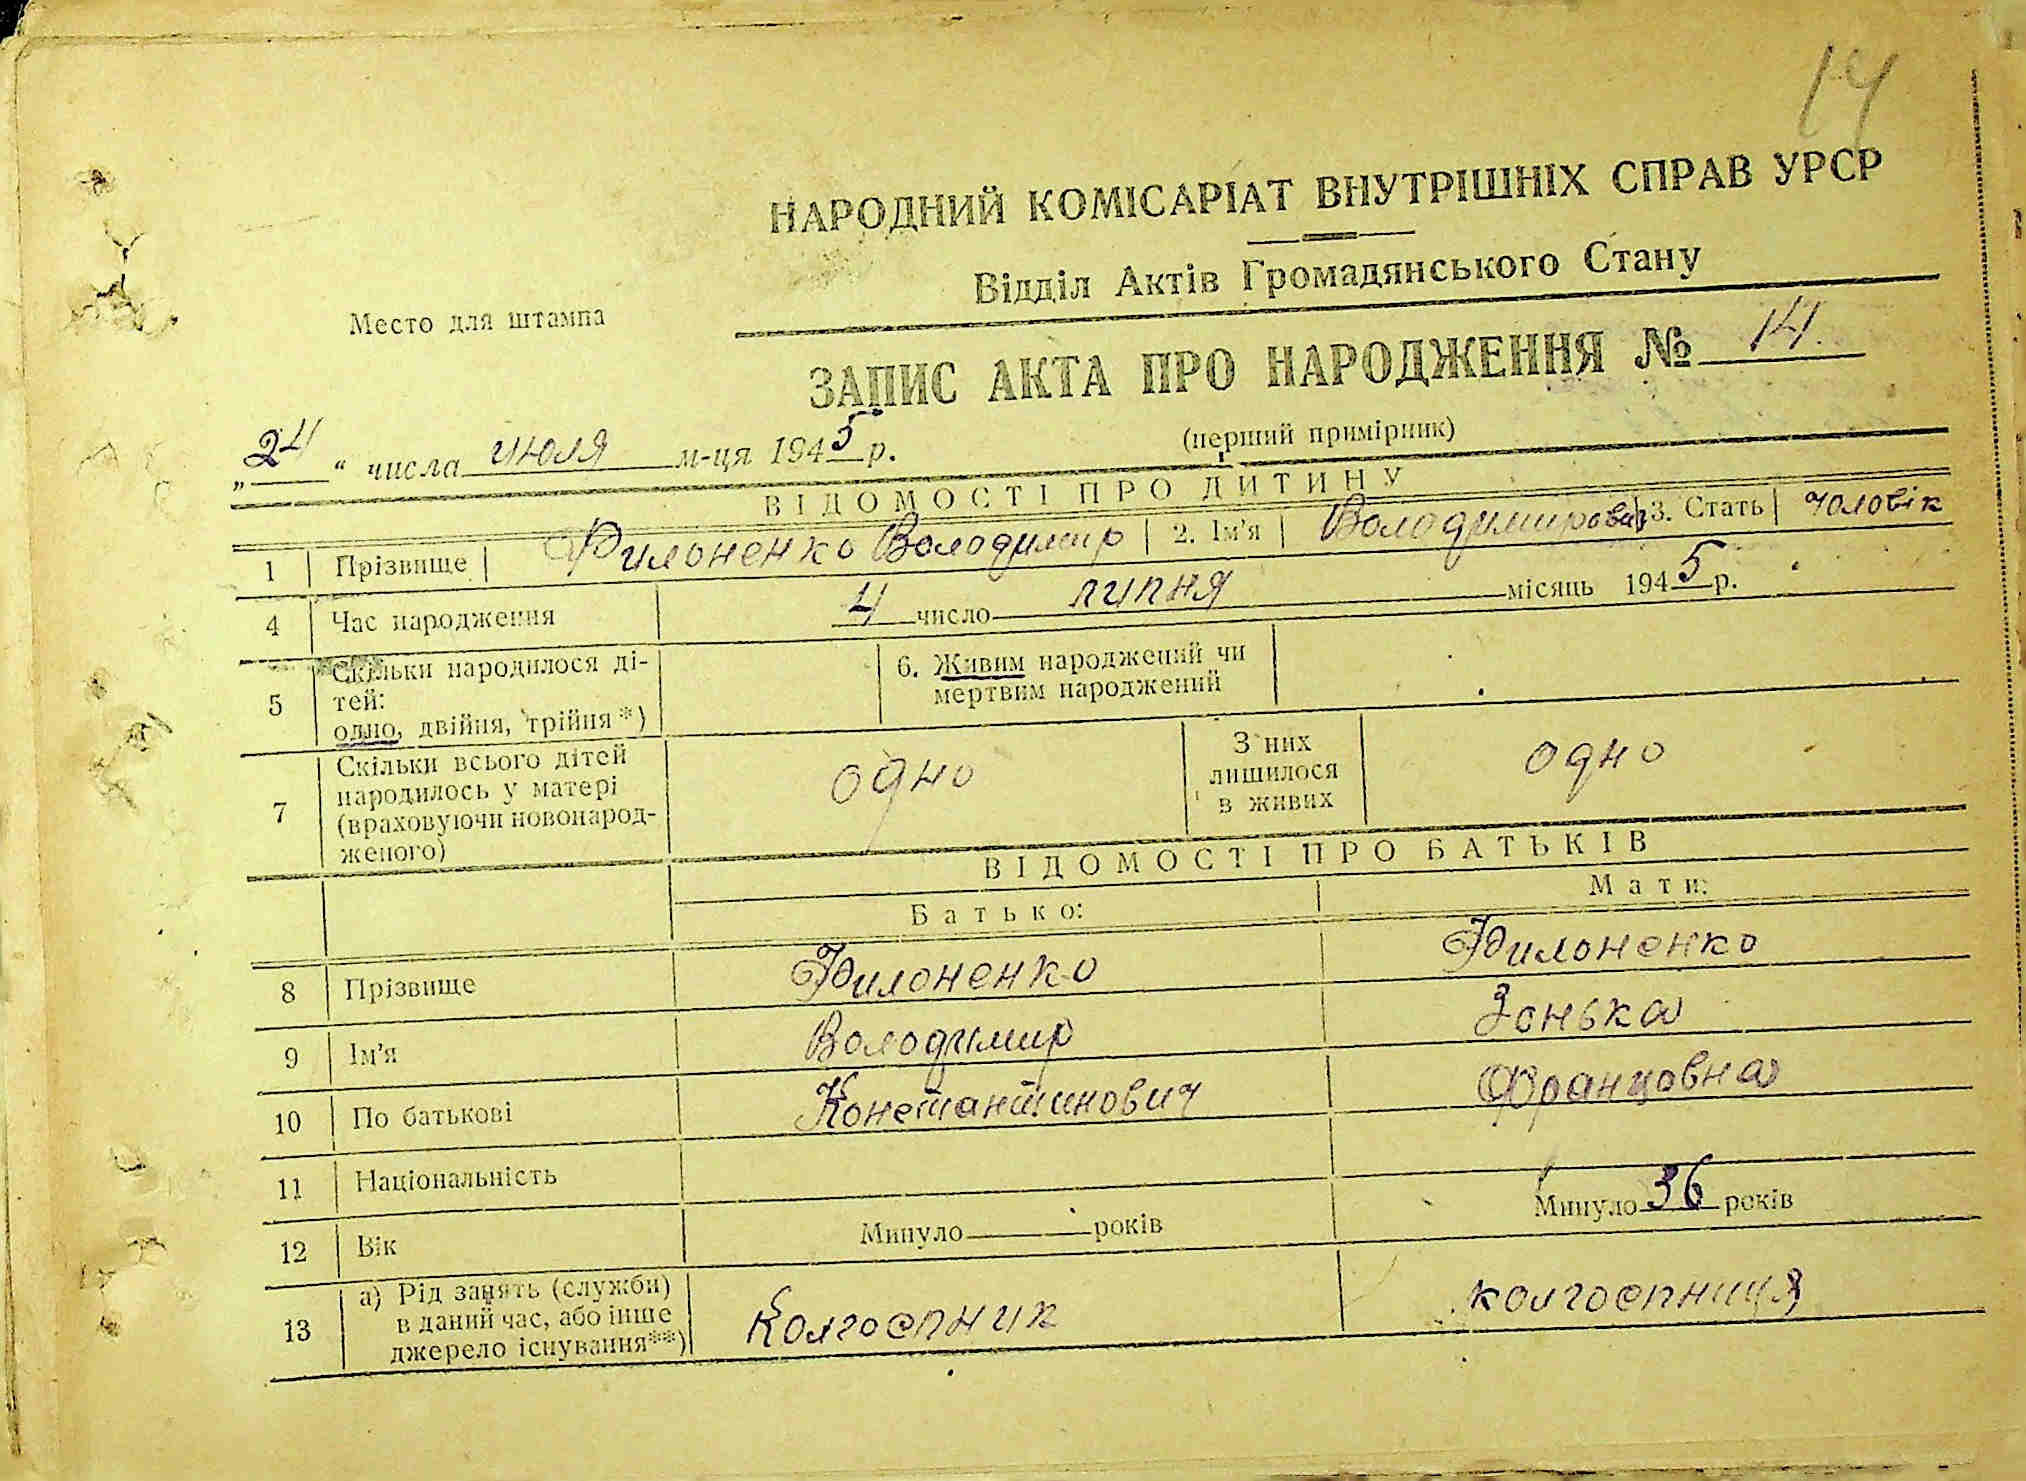 14
НАРОДНИЙ КОМІСАРІАТ ВНУТРІШНІХ СПРАВ УРСР
Відділ Актів Громадянського Стану
Место для штампа
ЗАПИС АКТА ПРО НАРОДЖЕННЯ № 14.
„24“ числа июля м-ця 1945 р. (перший примірник)
ВІДОМОСТІ ПРО ДИТИНУ
1 Прізвище Филоненко Володимир 2. Ім'я Володимирович 3. Стать чоловік
4 Час народження 4 число липня місяць 1945 р.
5 Скільки народилося ді-
тей:
одно, двійня, трійня*)
6. Живим народжений чи
мертвим народжений
7 Скільки всього дітей
народилось у матері
(враховуючи новонарод-
женого)
одно
З них
лишилося
в живих
одно
ВІДОМОСТІ ПРО БАТЬКІВ
Батько: Мати:
8 Прізвище Филоненко Филоненко
9 Ім'я Володимир Зонька
10 По батькові Константинович Францовна
11 Національність
12 Вік Минуло років Минуло 36 років
13 а) Рід занять (служби)
в даний час, або інше
джерело існування**)
Колгоспник колгоспниця